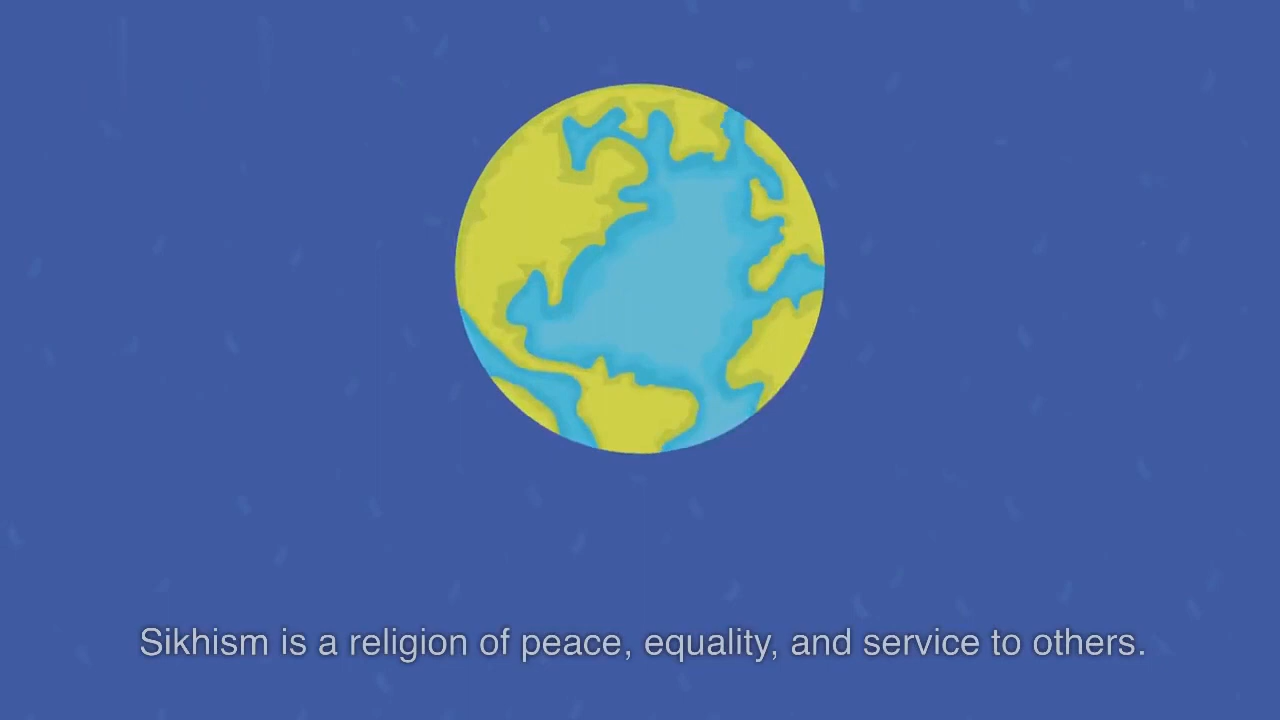 Sikhism is a religion of peace, equality, and service to others.